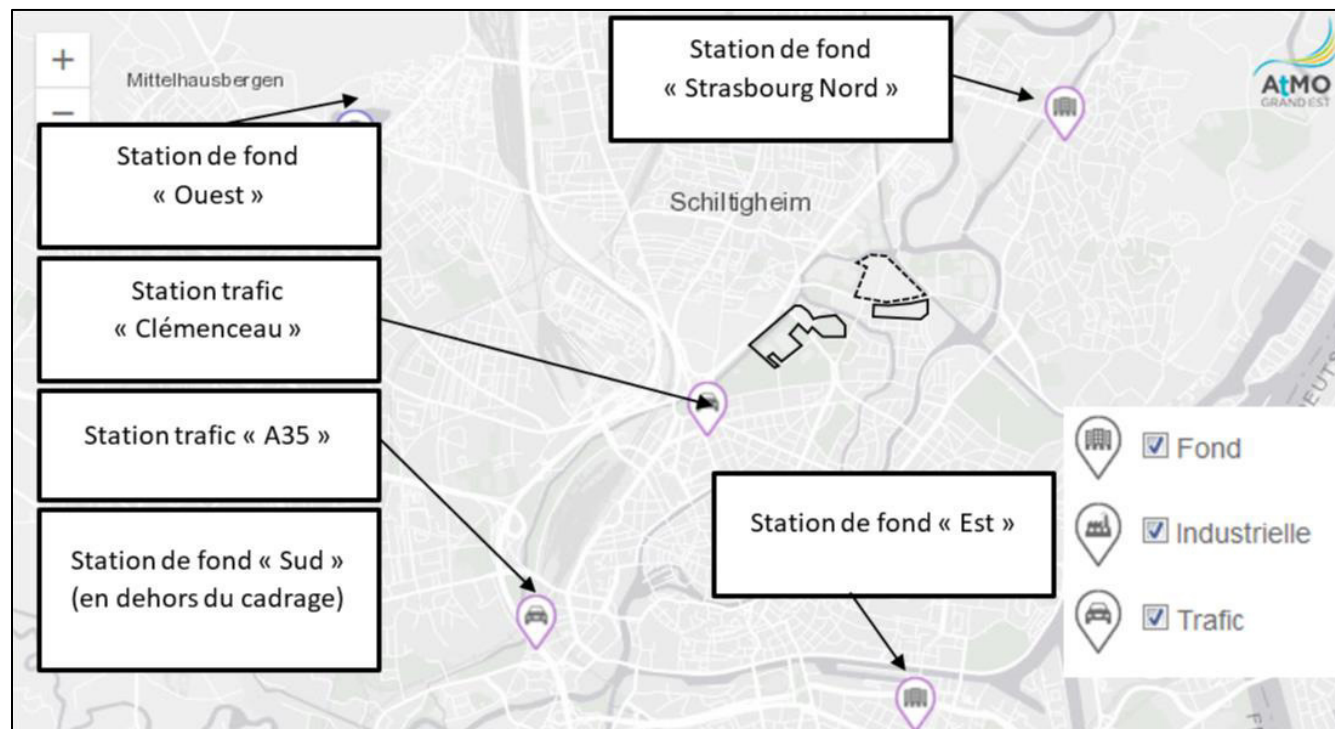 +
Mittelhausbergen
−
Station de fond
« Strasbourg Nord »
AtMO
GRAND EST
Station de fond
« Ouest »
Schiltigheim
Station trafic
« Clémenceau »
Station trafic « A35 »
Station de fond « Sud »
(en dehors du cadrage)
Station de fond « Est »
DEUTS
Fond
Industrielle
Trafic